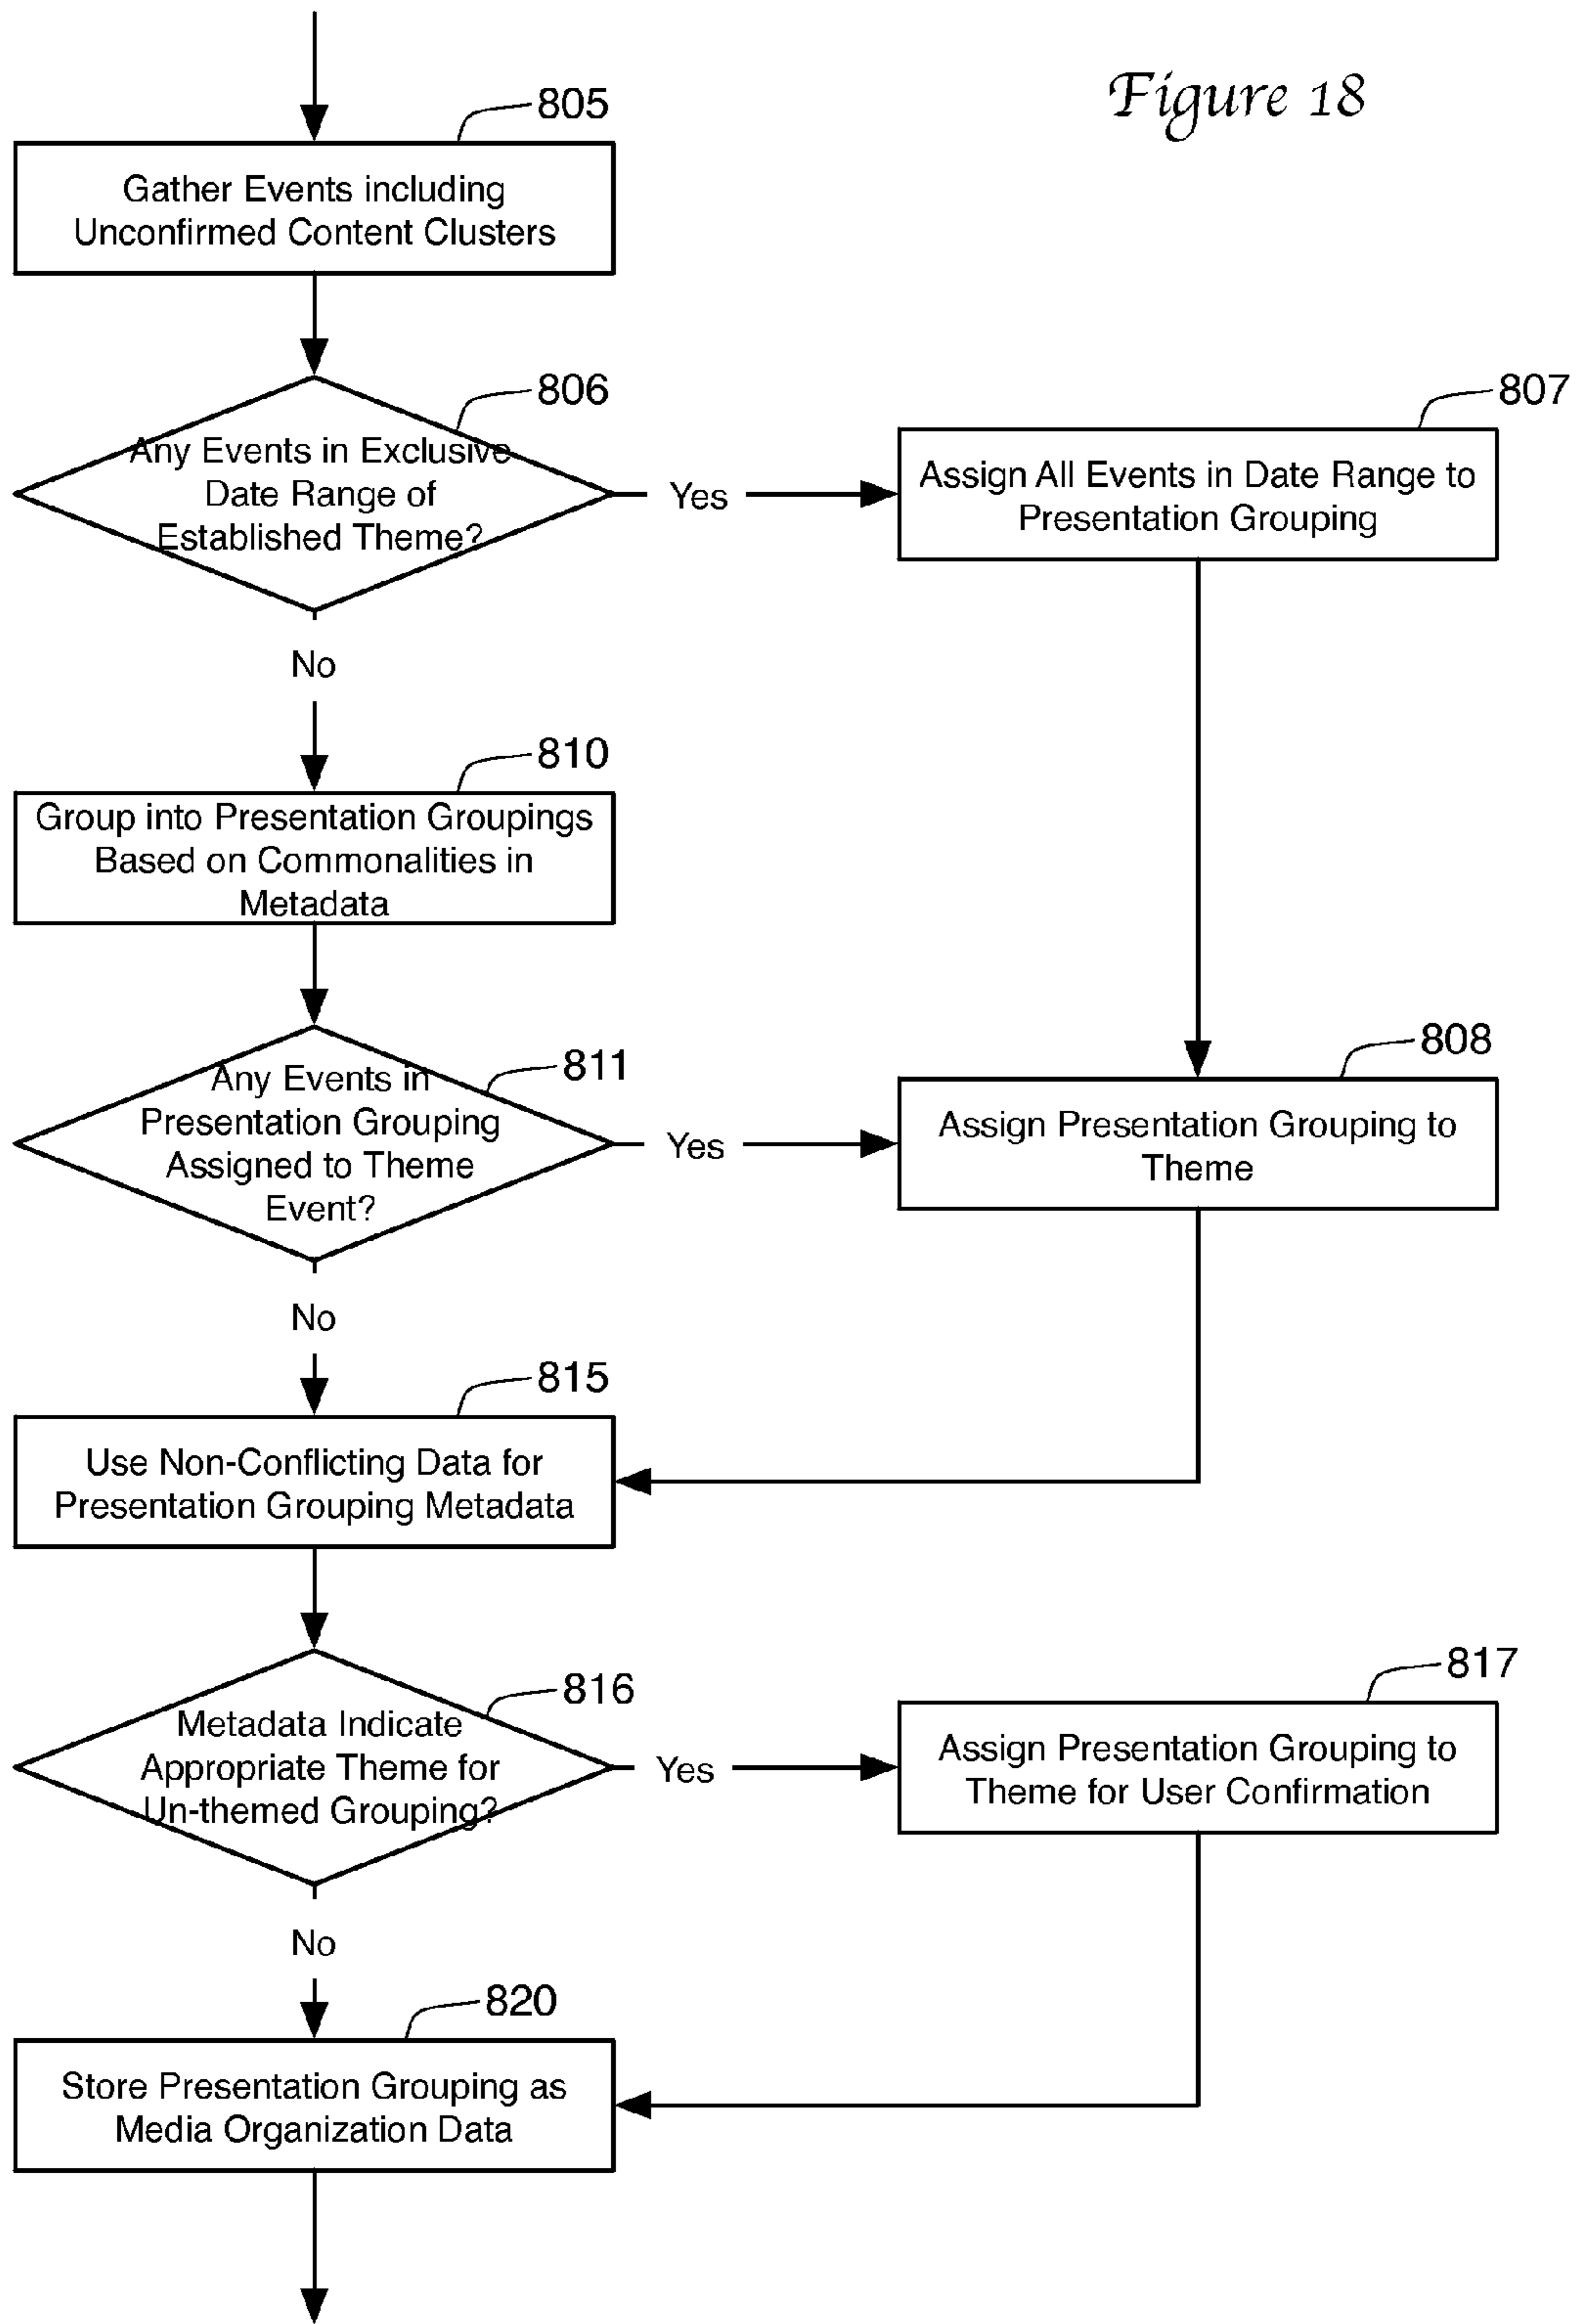 Figure 18
805
Gather Events including
Unconfirmed Content Clusters
806
Any Events in Exclusive
Date Range of
Established Theme?
Yes
807
Assign All Events in Date Range to
Presentation Grouping
No
810
Group into Presentation Groupings
Based on Commonalities in
Metadata
811
Any Events in
Presentation Grouping
Assigned to Theme
Event?
Yes
808
Assign Presentation Grouping to
Theme
No
815
Use Non-Conflicting Data for
Presentation Grouping Metadata
816
Metadata Indicate
Appropriate Theme for
Un-themed Grouping?
Yes
817
Assign Presentation Grouping to
Theme for User Confirmation
No
820
Store Presentation Grouping as
Media Organization Data